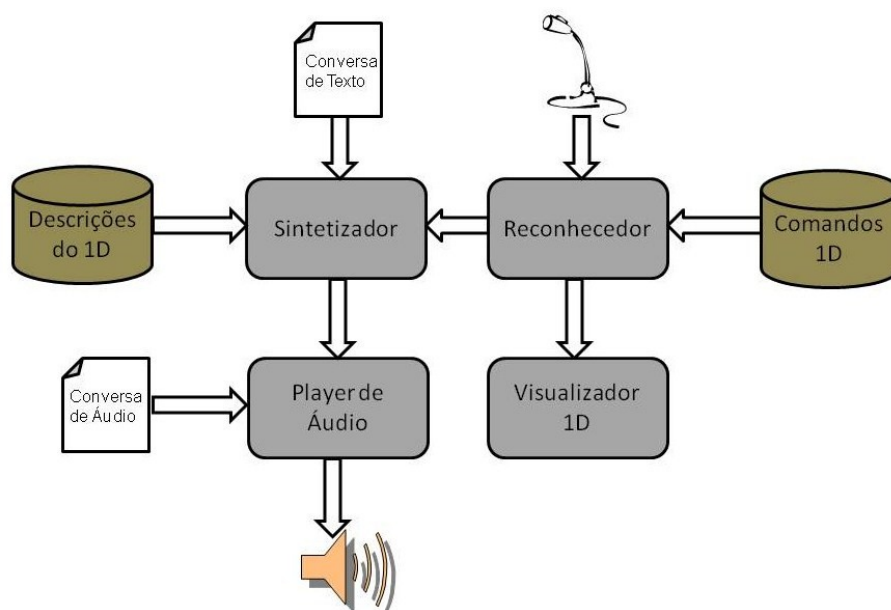 Conversa
de Texto
Descrições
do 1D
Sintetizador
Reconhecedor
Comandos
1D
Conversa
de Áudio
Player de
Áudio
Visualizador
1D